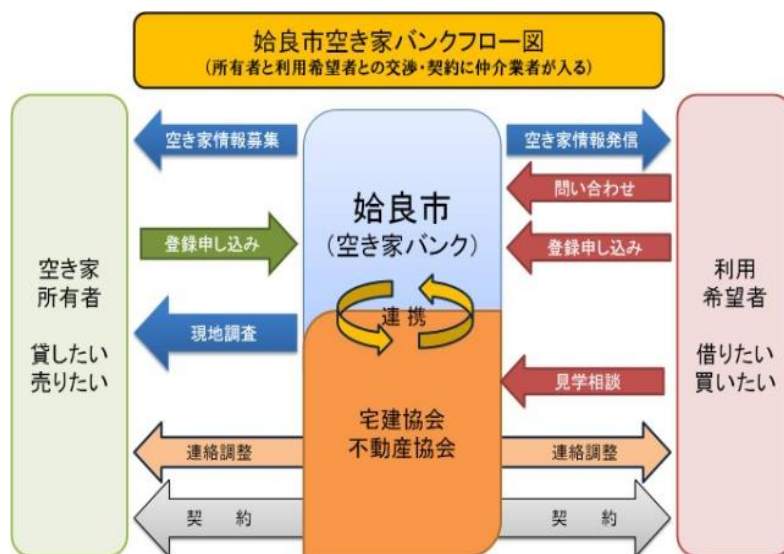 姶良市空き家バンクフロー図
(所有者と利用希望者との交渉・契約に仲介業者が入る)
空き家
所有者
貸したい
売りたい
空き家情報募集
登録申し込み
現地調査
連絡調整
契　約
姶良市
(空き家バンク)
連 携
宅建協会
不動産協会
空き家情報発信
問い合わせ
登録申し込み
見学相談
連絡調整
契　約
利用
希望者
借りたい
買いたい